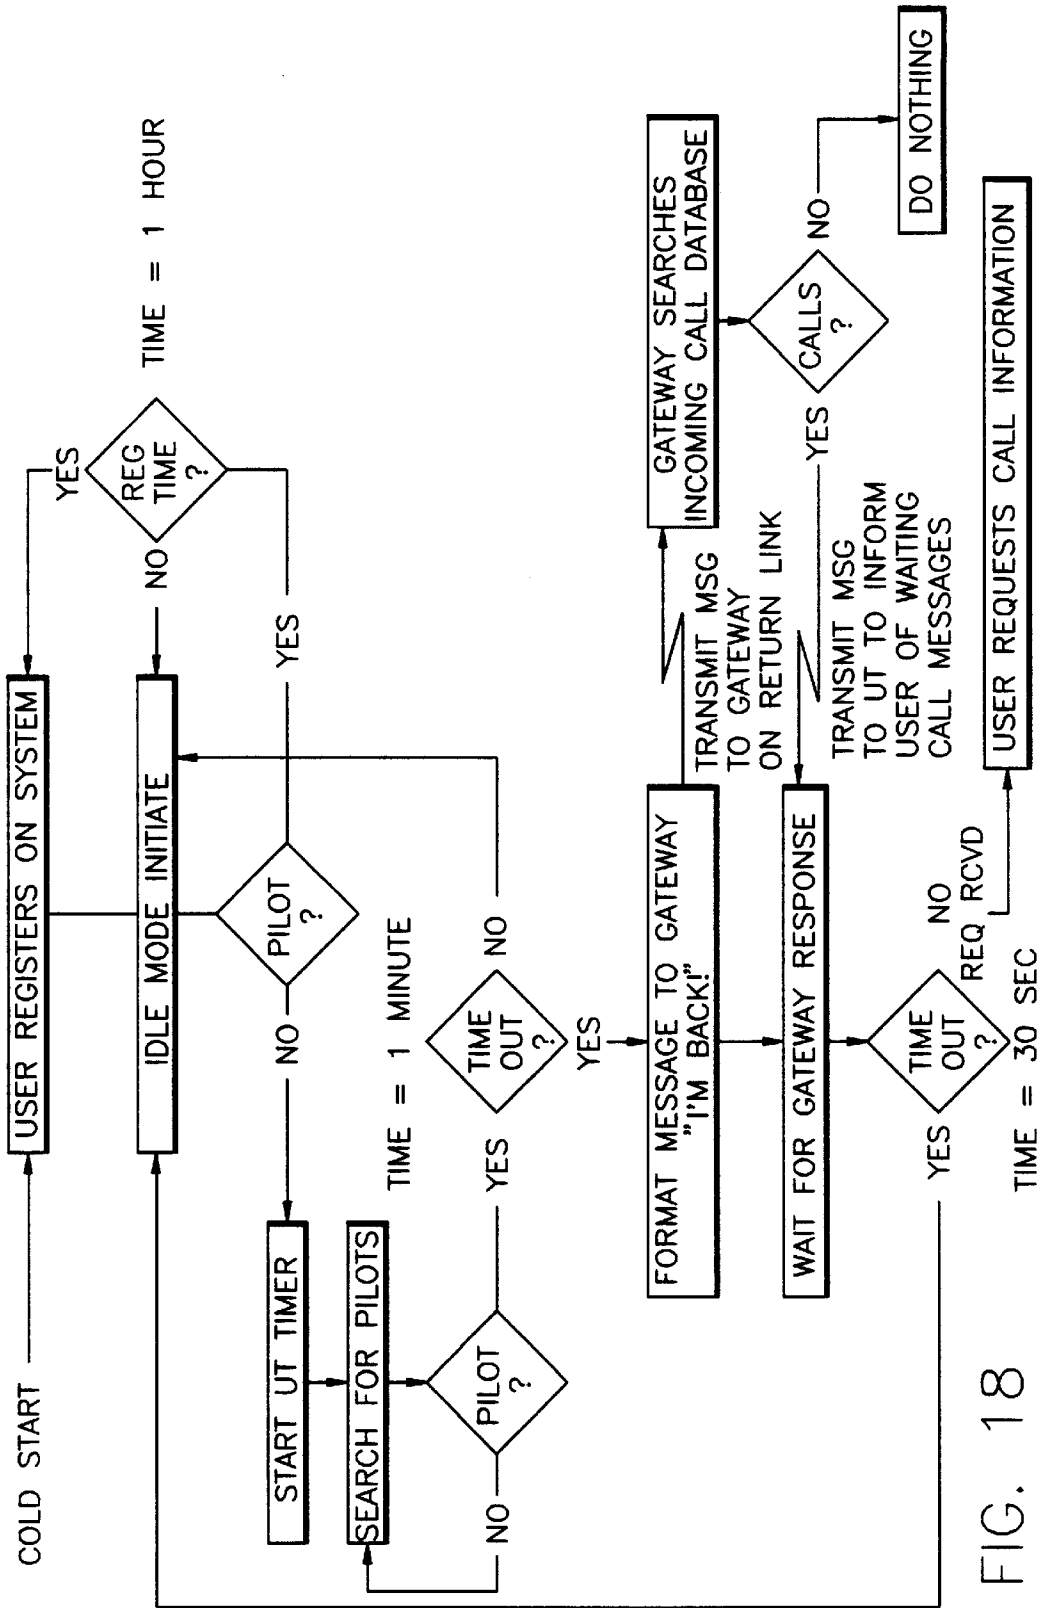 COLD START
USER REGISTERS ON SYSTEM
YES
REG
TIME
?
TIME = 1 HOUR
NO
IDLE MODE INITIATE
YES
PILOT
?
NO
START UT TIMER
SEARCH FOR PILOTS
TIME = 1 MINUTE
PILOT
?
NO
YES
TIME
OUT
?
NO
YES
FORMAT MESSAGE TO GATEWAY
"I'M BACK!"
TRANSMIT MSG
TO GATEWAY
ON RETURN LINK
GATEWAY SEARCHES
INCOMING CALL DATABASE
CALLS
?
NO
DO NOTHING
YES
TRANSMIT MSG
TO UT TO INFORM
USER OF WAITING
CALL MESSAGES
WAIT FOR GATEWAY RESPONSE
TIME
OUT
?
YES
NO
REQ RCVD
USER REQUESTS CALL INFORMATION
TIME = 30 SEC
FIG. 18